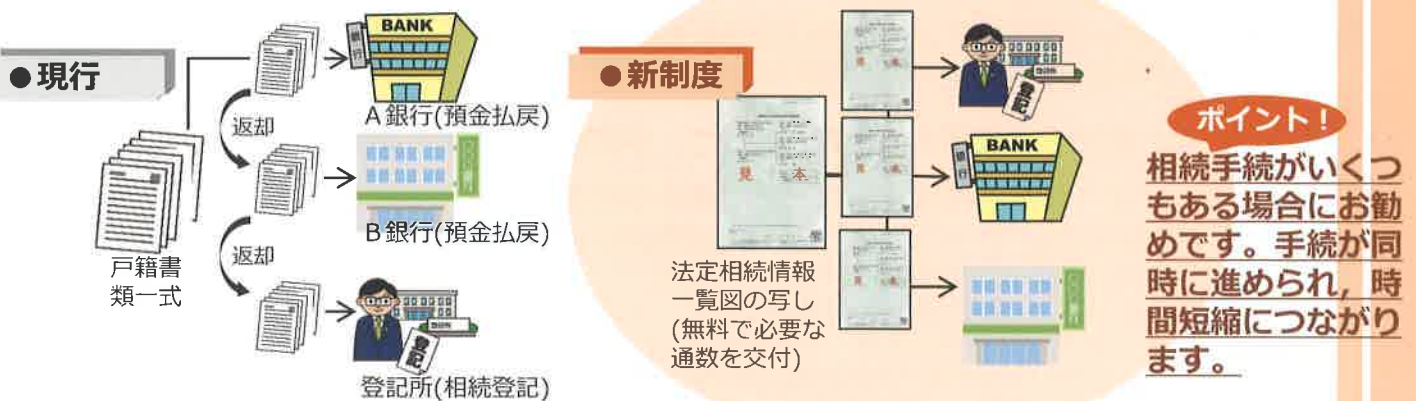 ●現行
BANK
銀行
A銀行(預金払戻)
返却
B銀行(預金払戻)
返却
戸籍書
類一式
登記
登記所(相続登記)
●新制度
見本
法定相続情報
一覧図の写し
(無料で必要な
通数を交付)
登記
BANK
銀行
ポイント!
相続手続がいくつ
もある場合にお勧
めです。手続が同
時に進められ,時
間短縮につながり
ます。